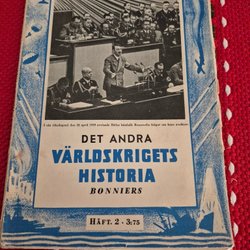 DET ANDRA
VÄRLDSKRIGETS
HISTORIA
BONNIERS
HÄFT. 2 - 3:75